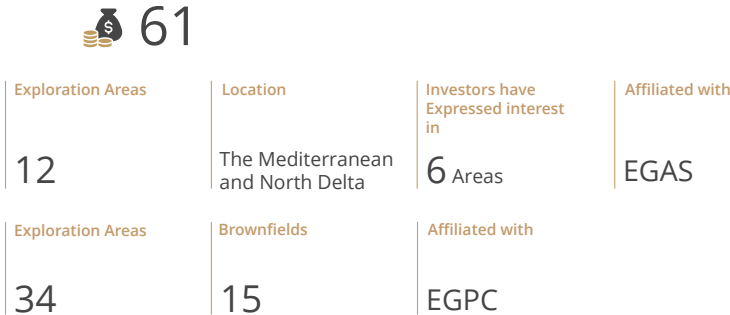 $ 61
Exploration Areas
12
Location
The Mediterranean
and North Delta
Investors have
Expressed interest
in
6 Areas
Affiliated with
EGAS
Exploration Areas
34
Brownfields
15
Affiliated with
EGPC